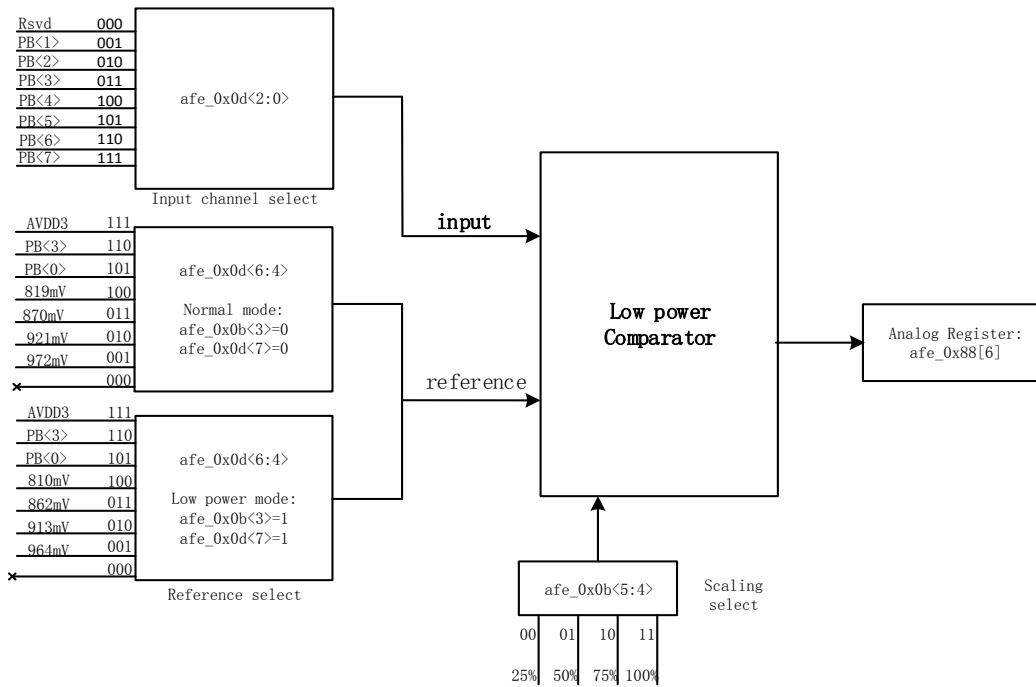 Rsvd 000
PB<1> 001
PB<2> 010
PB<3> 011
PB<4> 100
PB<5> 101
PB<6> 110
PB<7> 111
afe_0x0d<2:0>
Input channel select
AVDD3 111
PB<3> 110
PB<0> 101
819mV 100
870mV 011
921mV 010
972mV 001
000
afe_0x0d<6:4>
Normal mode:
afe_0x0b<3>=0
afe_0x0d<7>=0
AVDD3 111
PB<3> 110
PB<0> 101
810mV 100
862mV 011
913mV 010
964mV 001
000
afe_0x0d<6:4>
Low power mode:
afe_0x0b<3>=1
afe_0x0d<7>=1
Reference select
input
reference
Low power
Comparator
Analog Register:
afe_0x88[6]
afe_0x0b<5:4>
Scaling
select
00 01 10 11
25% 50% 75% 100%